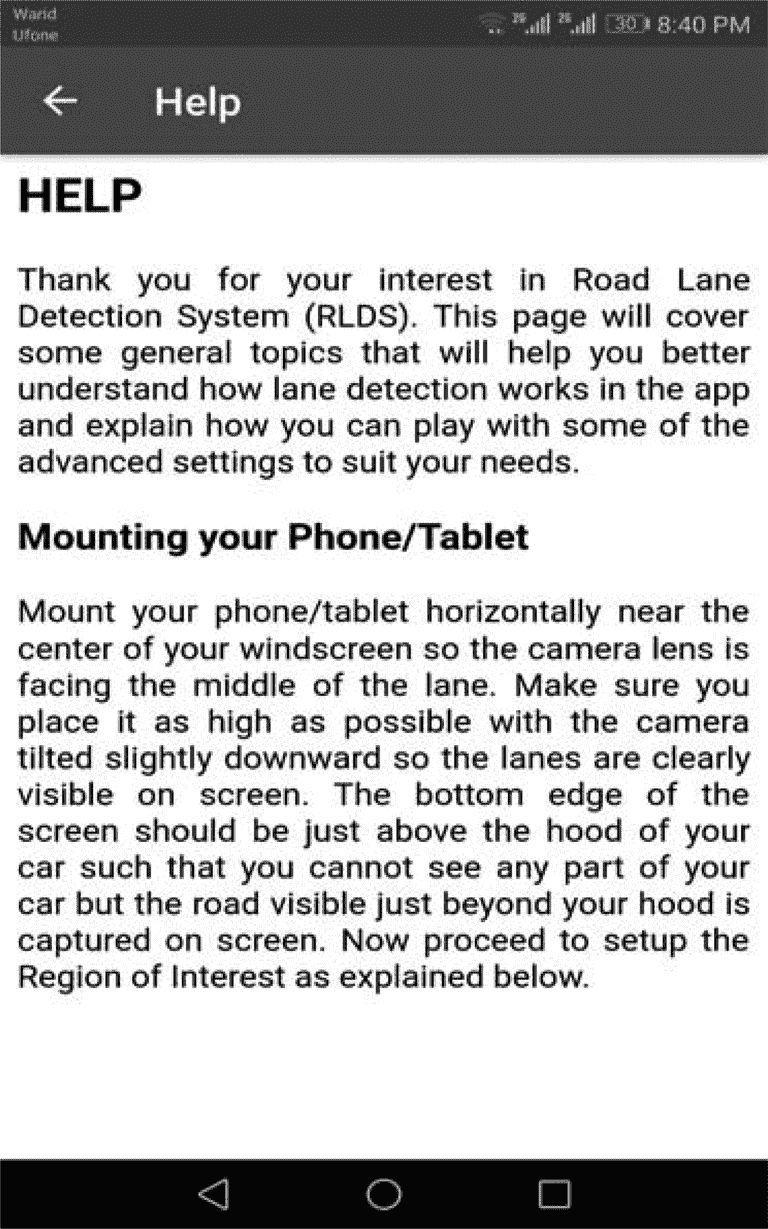 Warid
Ufone
2G 2G 30 8:40 PM
Help
HELP
Thank you for your interest in Road Lane
Detection System (RLDS). This page will cover
some general topics that will help you better
understand how lane detection works in the app
and explain how you can play with some of the
advanced settings to suit your needs.
Mounting your Phone/Tablet
Mount your phone/tablet horizontally near the
center of your windscreen so the camera lens is
facing the middle of the lane. Make sure you
place it as high as possible with the camera
tilted slightly downward so the lanes are clearly
visible on screen. The bottom edge of the
screen should be just above the hood of your
car such that you cannot see any part of your
car but the road visible just beyond your hood is
captured on screen. Now proceed to setup the
Region of Interest as explained below.